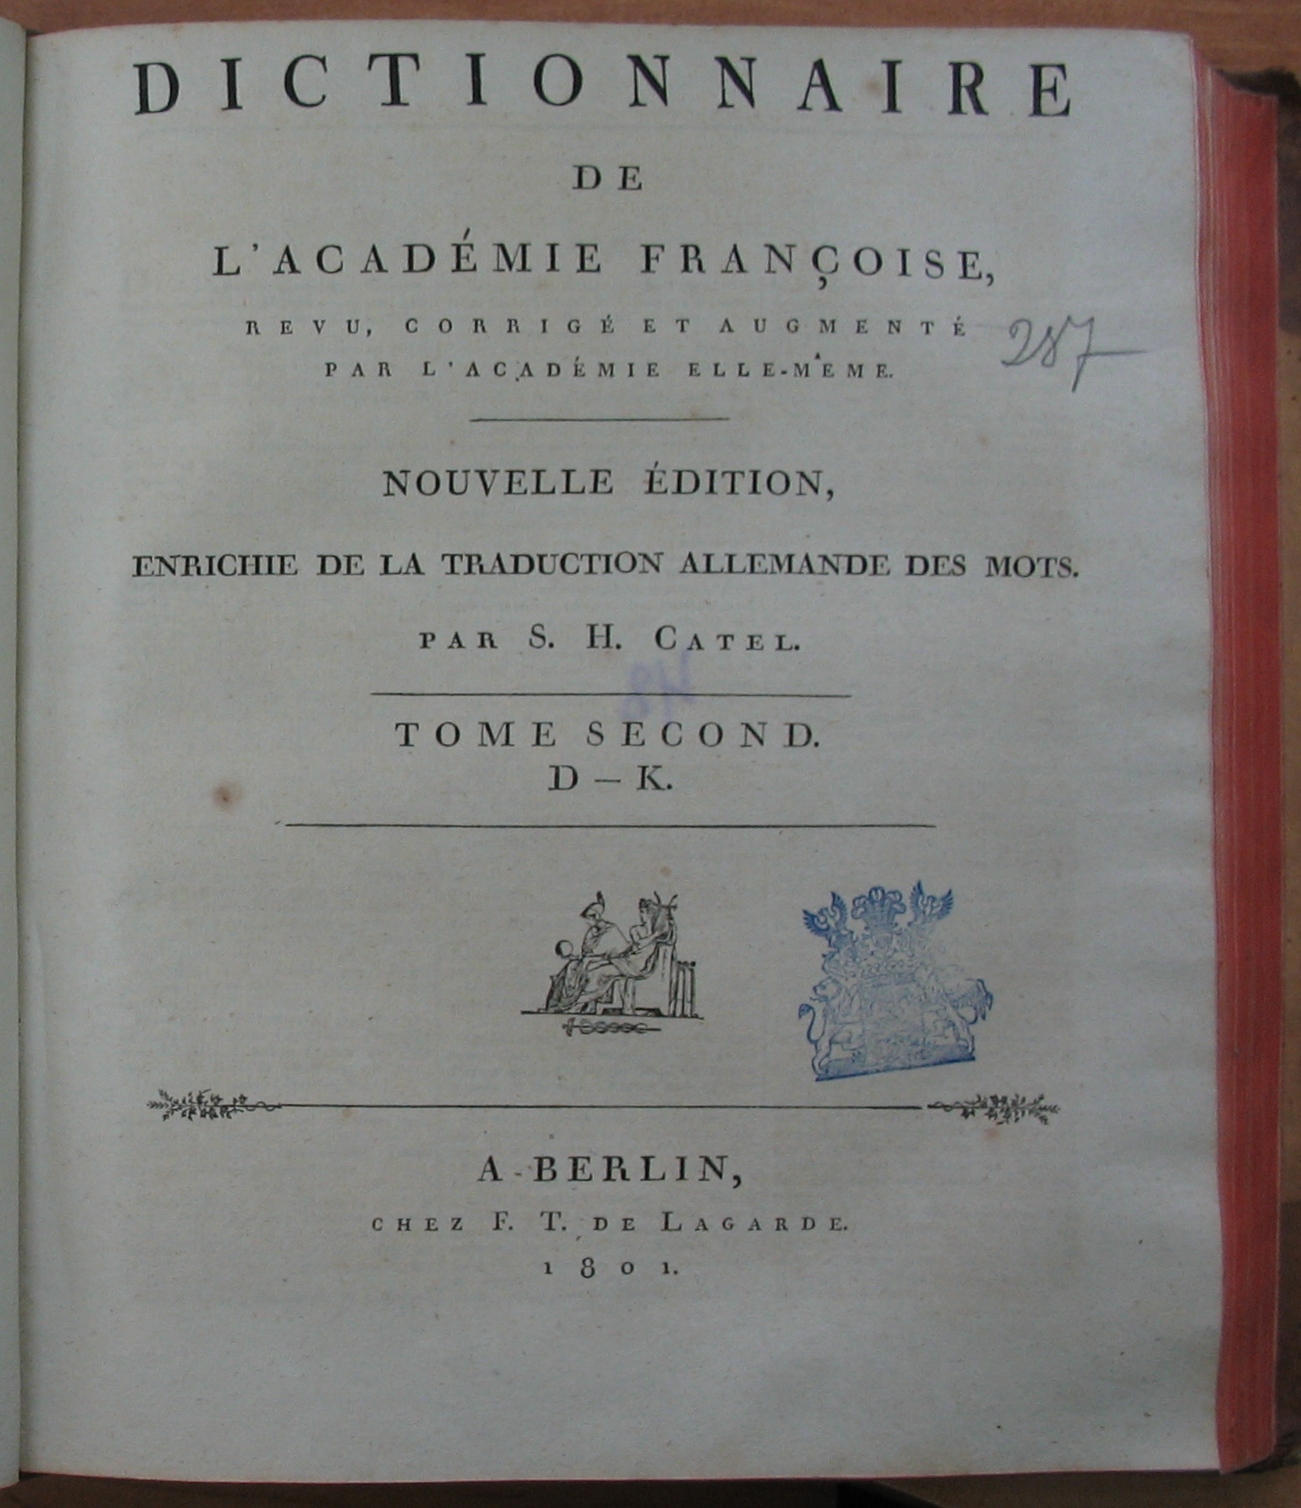 DICTIONNAIRE
DE
L'ACADÉMIE FRANÇOISE,
REVU, CORRIGÉ ET AUGMENTÉ
PAR L'ACADÉMIE ELLE-MÊME.
287
NOUVELLE ÉDITION,
ENRICHIE DE LA TRADUCTION ALLEMANDE DES MOTS.
PAR S. H. CATEL.
TOME SECOND.
D — K.
A BERLIN,
CHEZ F. T. DE LAGARDE.
1801.